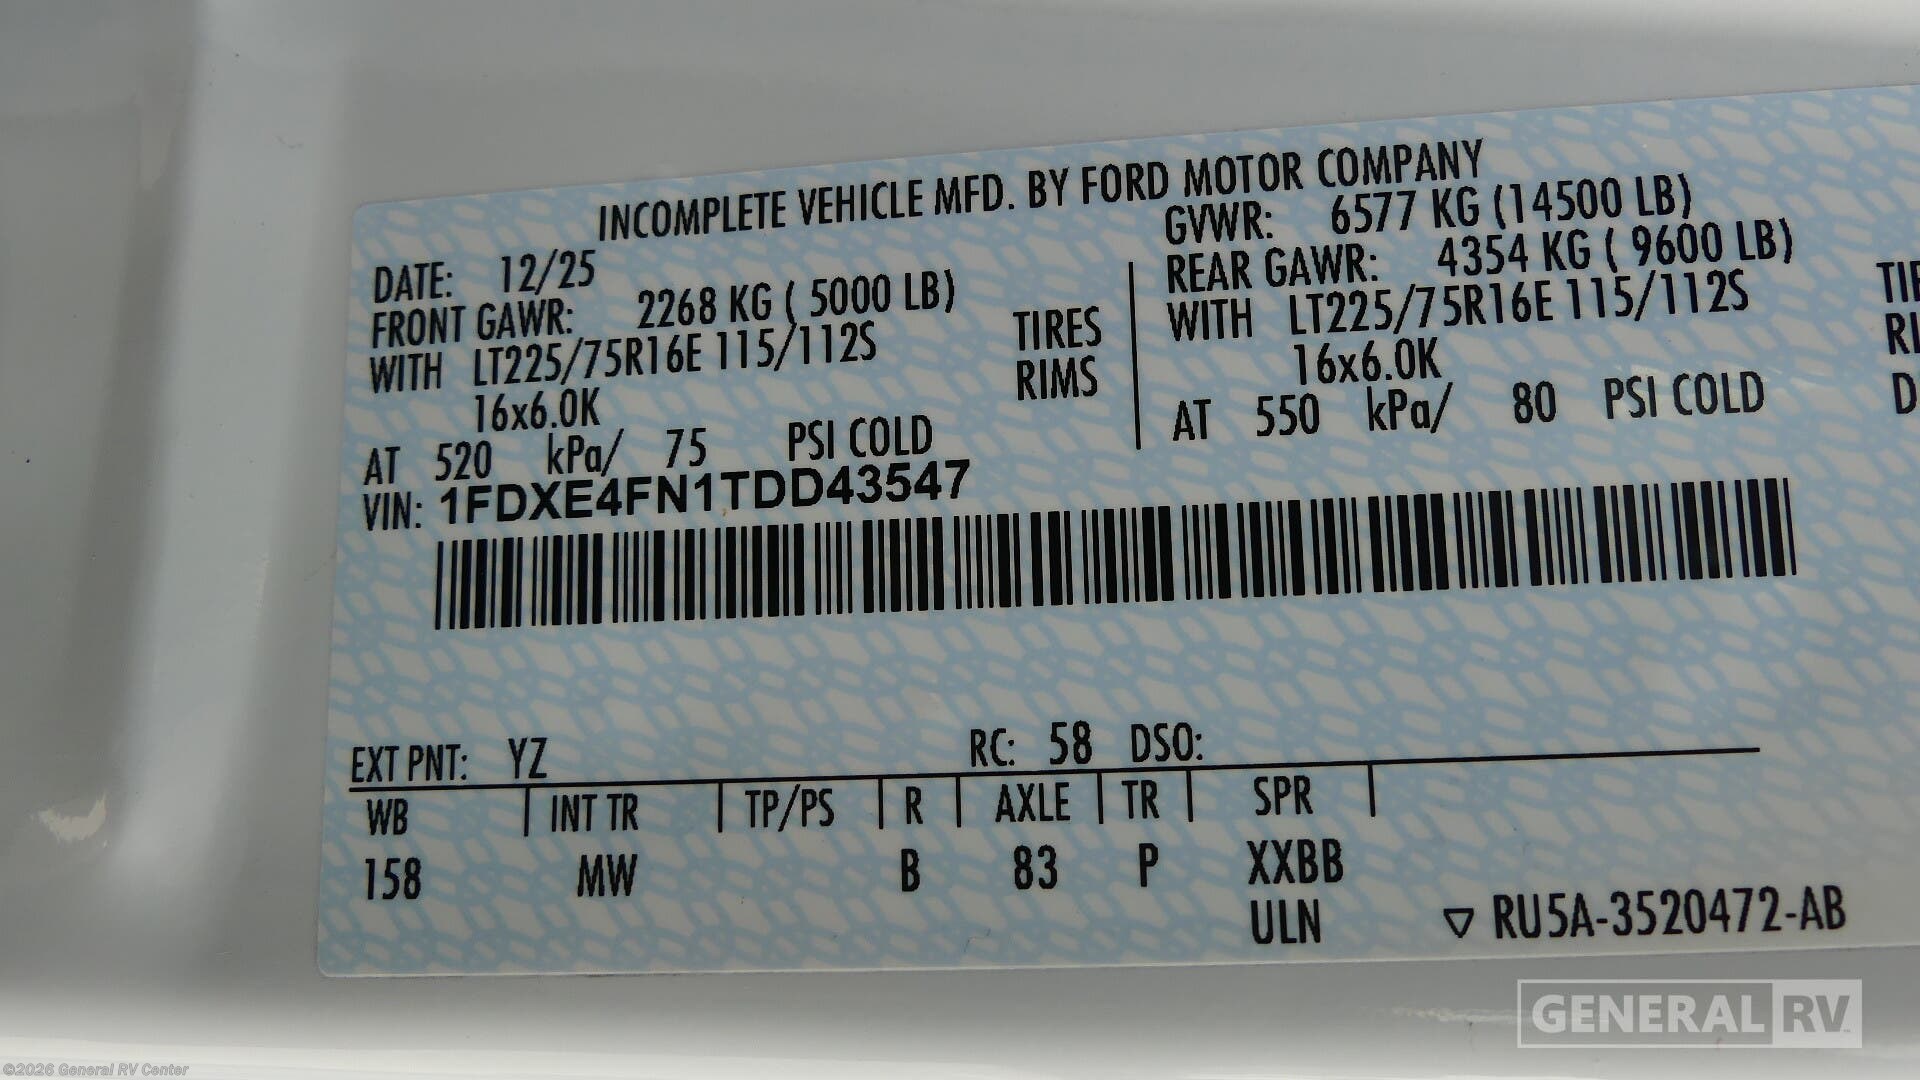 INCOMPLETE VEHICLE MFD. BY FORD MOTOR COMPANY
DATE: 12/25
GVWR: 6577 KG (14500 LB)
FRONT GAWR: 2268 KG ( 5000 LB)
REAR GAWR: 4354 KG ( 9600 LB)
WITH LT225/75R16E 115/112S TIRES
WITH LT225/75R16E 115/112S
16x6.0K RIMS
16x6.0K
AT 520 kPa/ 75 PSI COLD
AT 550 kPa/ 80 PSI COLD
VIN: 1FDXE4FN1TDD43547
EXT PNT: YZ RC: 58 DSO:
WB INT TR TP/PS R AXLE TR SPR
158 MW B 83 P XXBB
ULN ▽ RU5A-3520472-AB
GENERAL RV
©2026 General RV Center